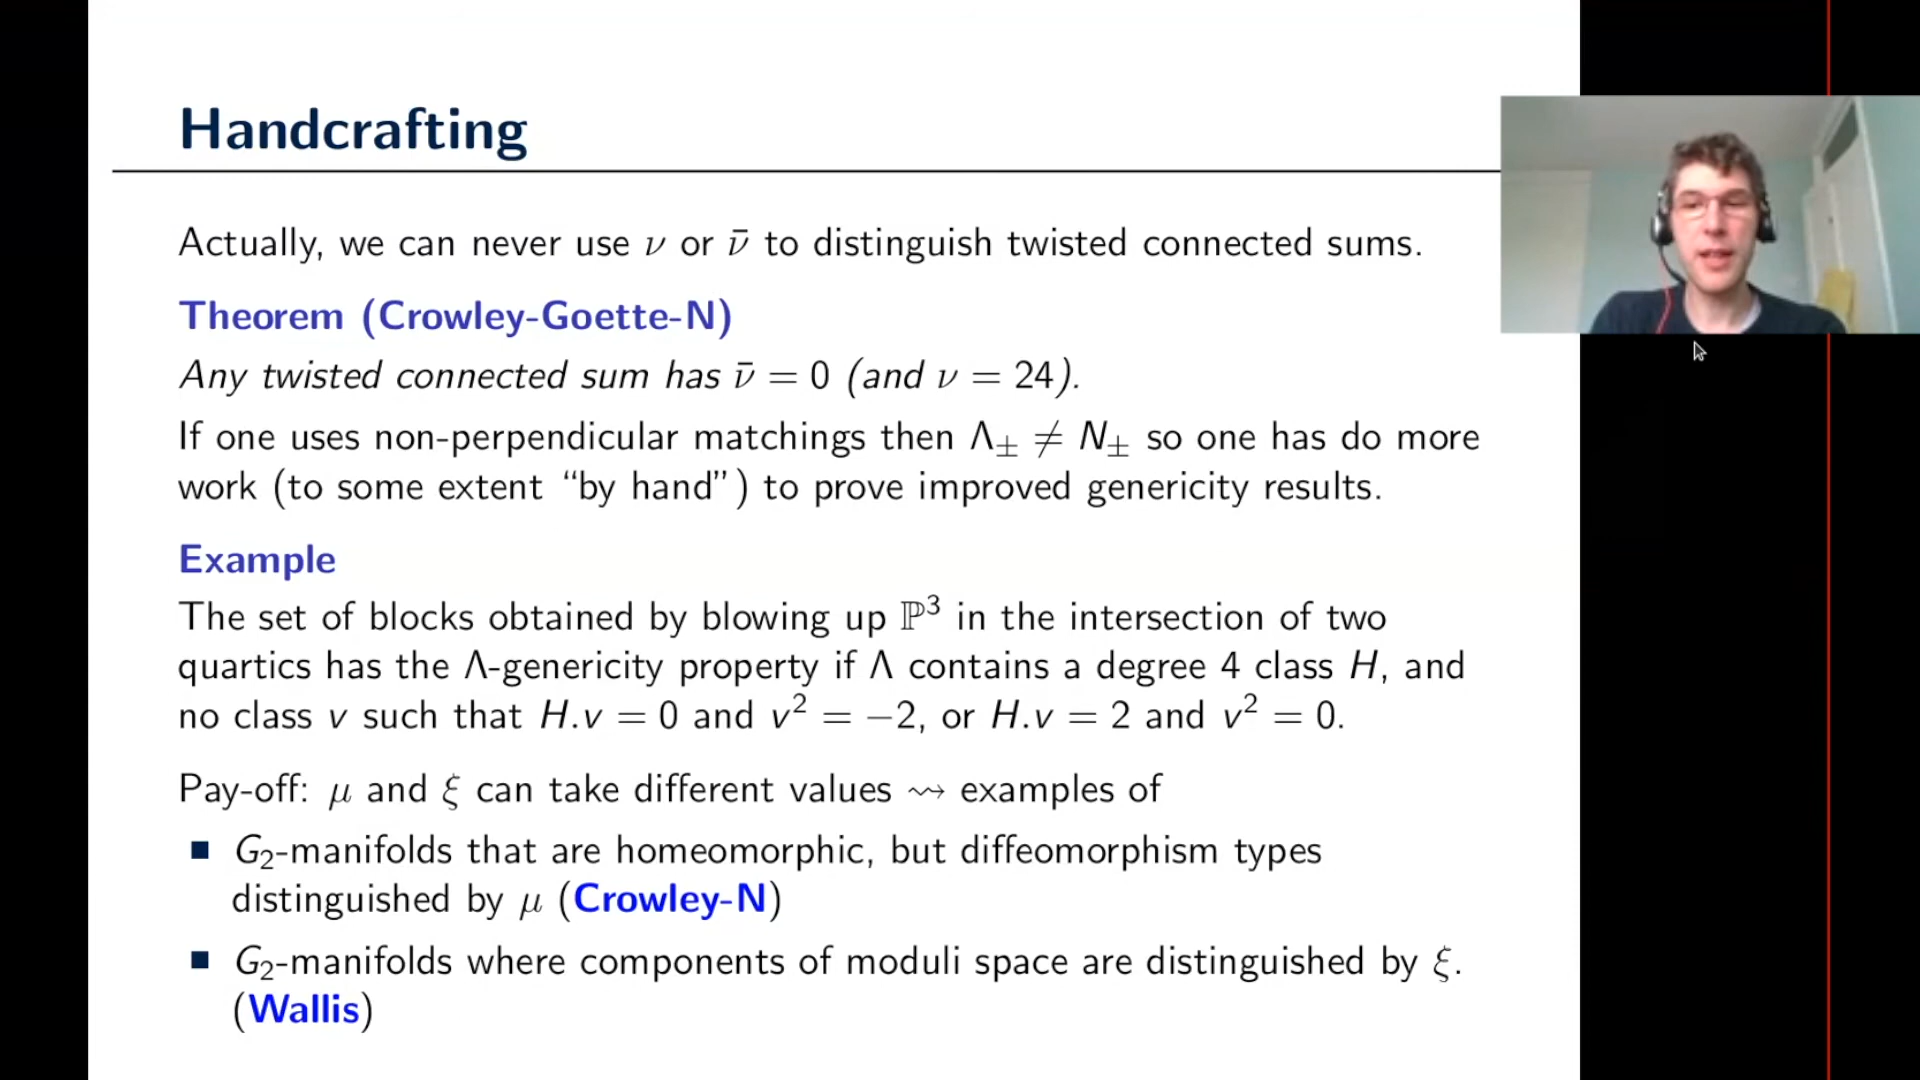 Handcrafting
Actually, we can never use ν or ν̄ to distinguish twisted connected sums.
Theorem (Crowley-Goette-N)
Any twisted connected sum has ν̄ = 0 (and ν = 24).
If one uses non-perpendicular matchings then Λ± ≠ N± so one has do more
work (to some extent “by hand”) to prove improved genericity results.
Example
The set of blocks obtained by blowing up ℙ³ in the intersection of two
quartics has the Λ-genericity property if Λ contains a degree 4 class H, and
no class v such that H.v = 0 and v² = −2, or H.v = 2 and v² = 0.
Pay-off: μ and ξ can take different values ⇝ examples of
■ G₂-manifolds that are homeomorphic, but diffeomorphism types
distinguished by μ (Crowley-N)
■ G₂-manifolds where components of moduli space are distinguished by ξ.
(Wallis)